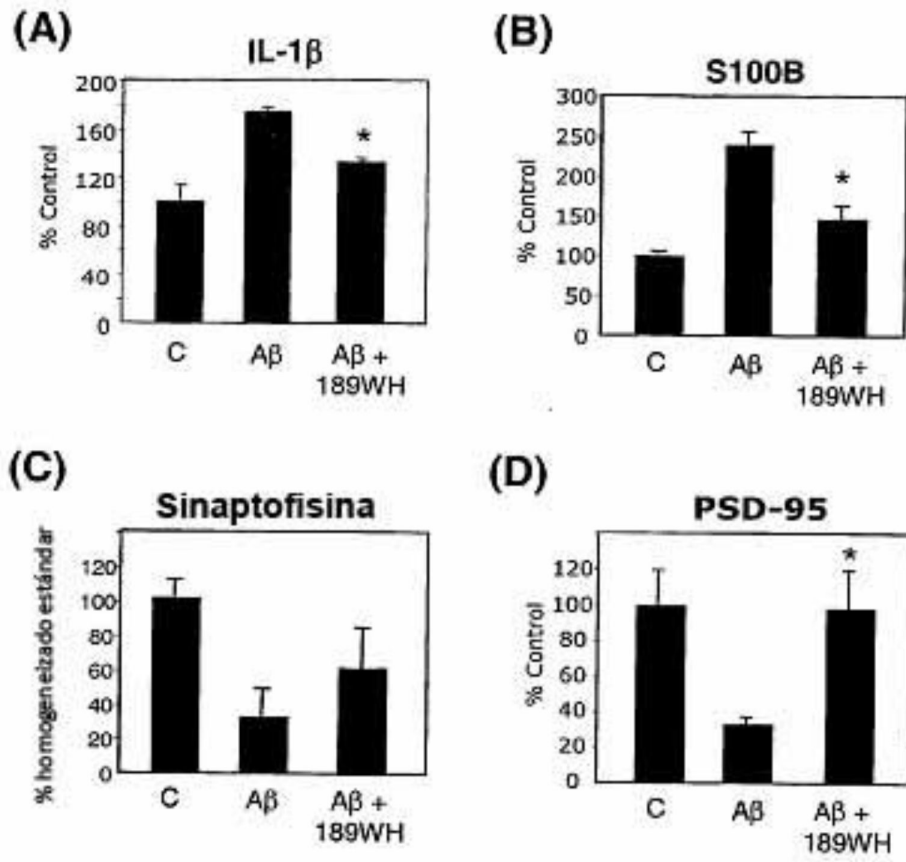 (A)
IL-1β
% Control
200
160
120
80
40
0
C
Aβ
*
Aβ +
189WH
(B)
S100B
% Control
300
250
200
150
100
50
0
C
Aβ
*
Aβ +
189WH
(C)
Sinaptofisina
% homogeneizado estándar
120
100
80
60
40
20
0
C
Aβ
Aβ +
189WH
(D)
PSD-95
% Control
120
100
80
60
40
20
0
C
Aβ
*
Aβ +
189WH